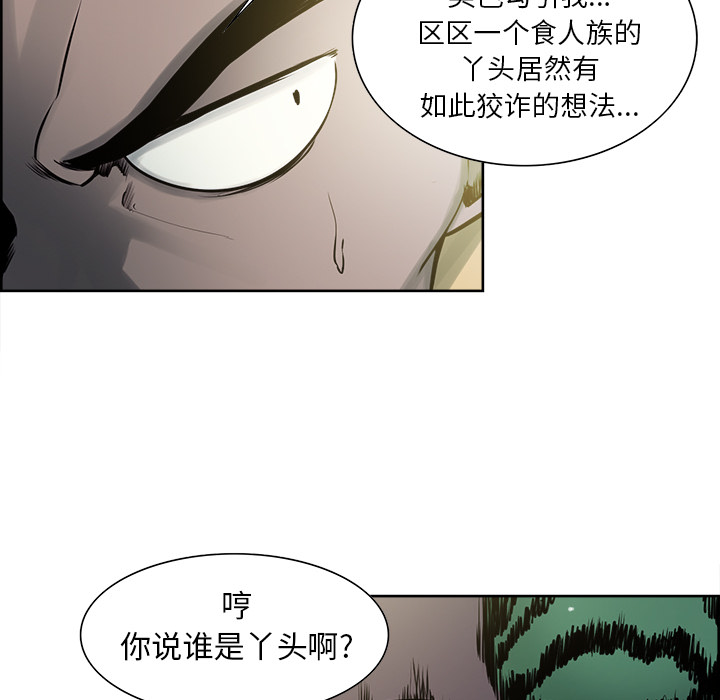 区区一个食人族的
丫头居然有
如此狡诈的想法...
哼
你说谁是丫头啊?